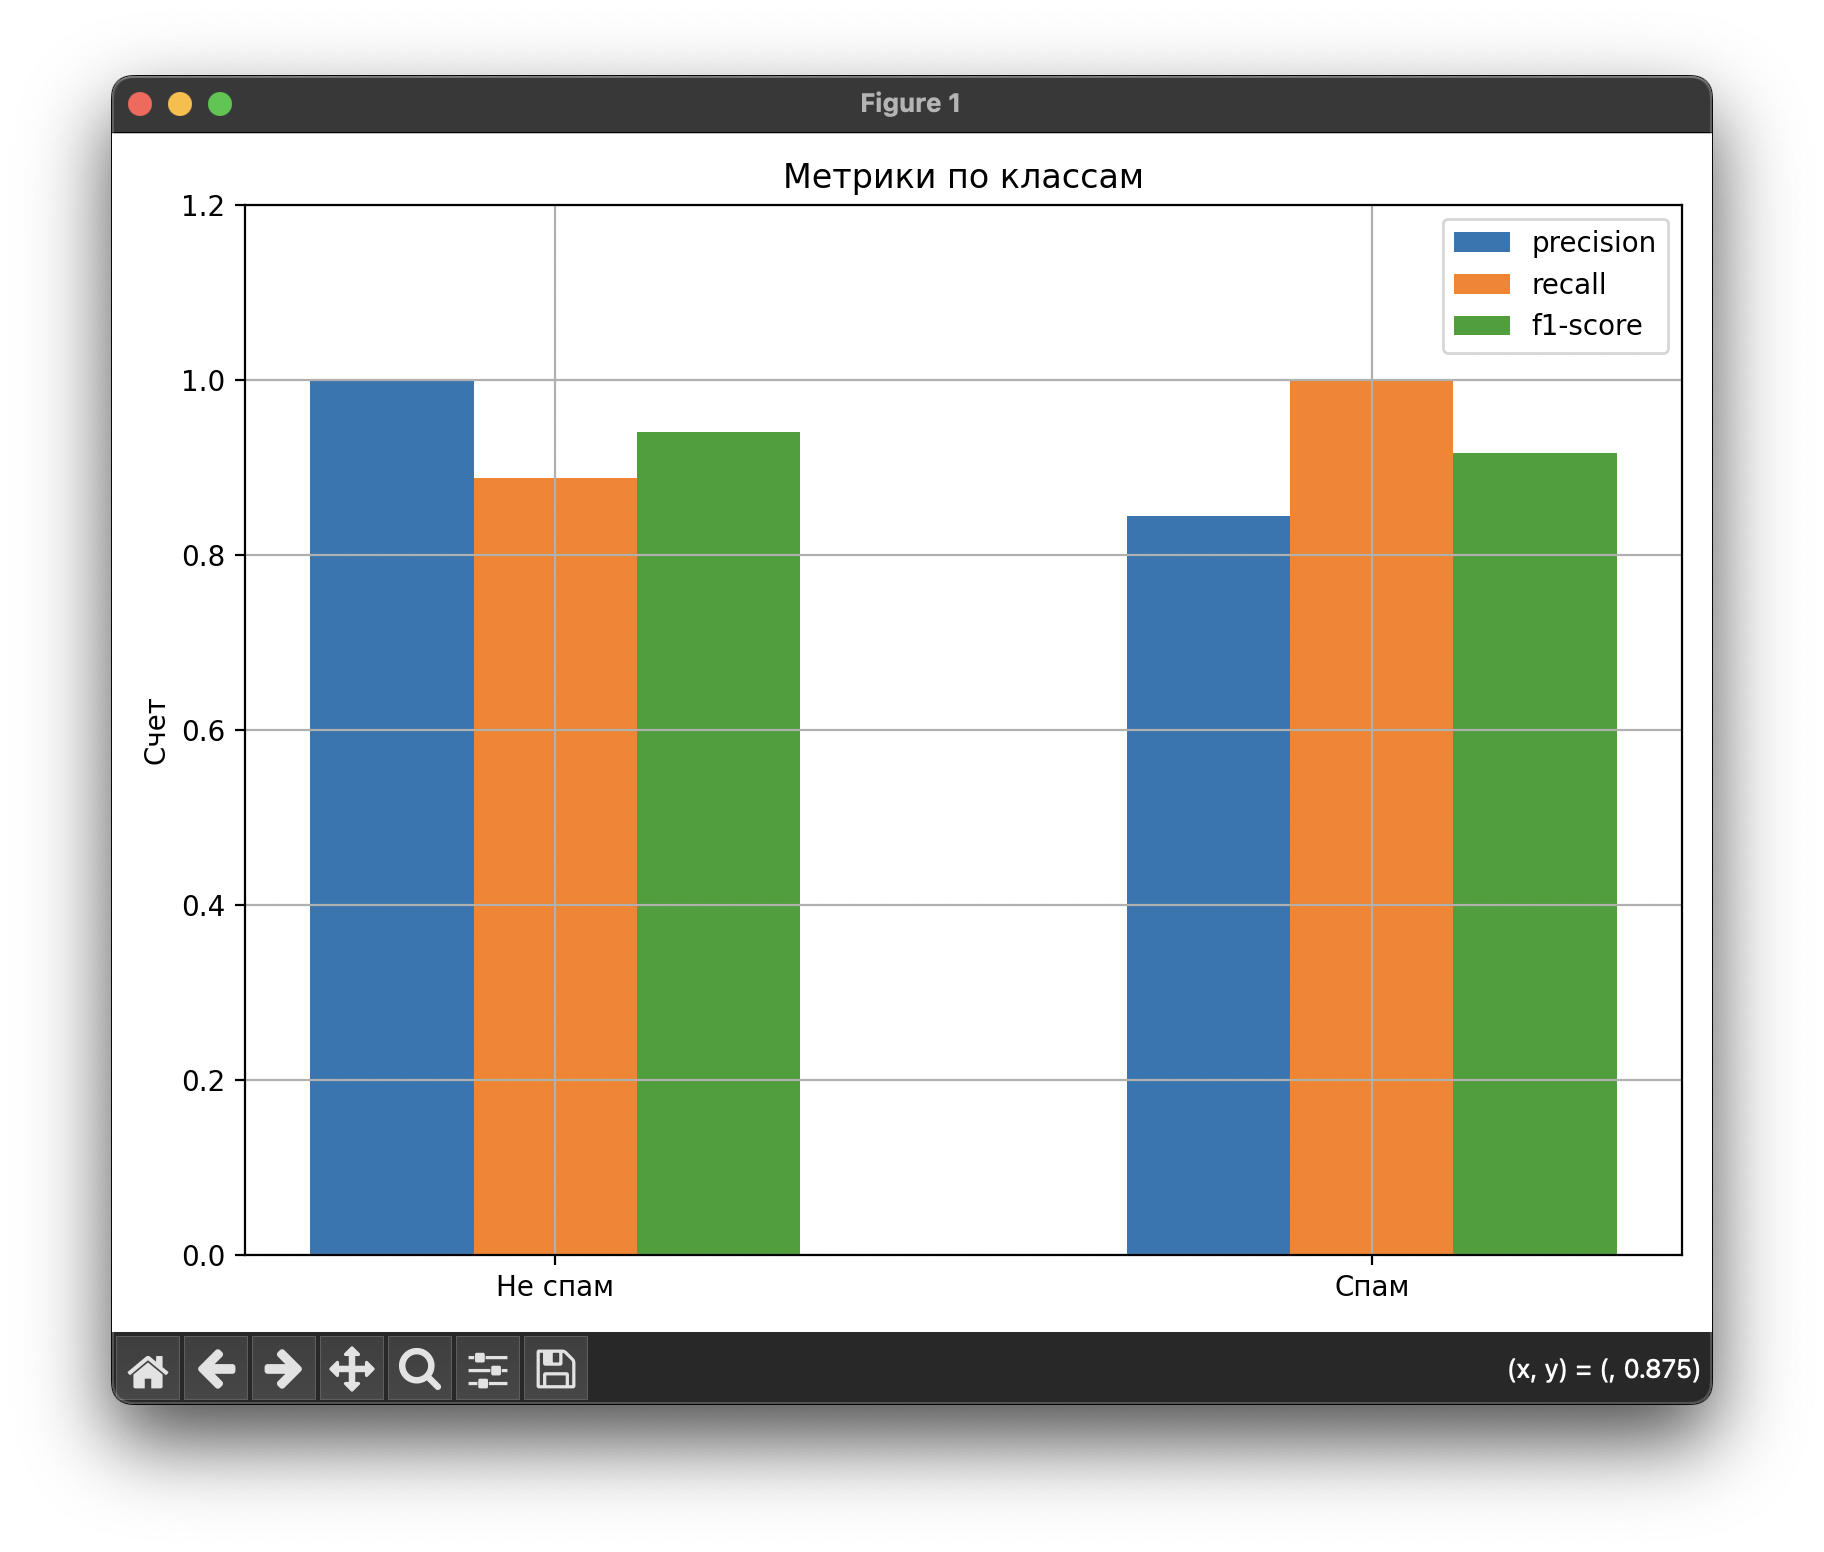 Figure 1
Метрики по классам
precision
recall
f1-score
1.2
1.0
0.8
0.6
0.4
0.2
0.0
Счет
Не спам
Спам
(x, y) = (, 0.875)